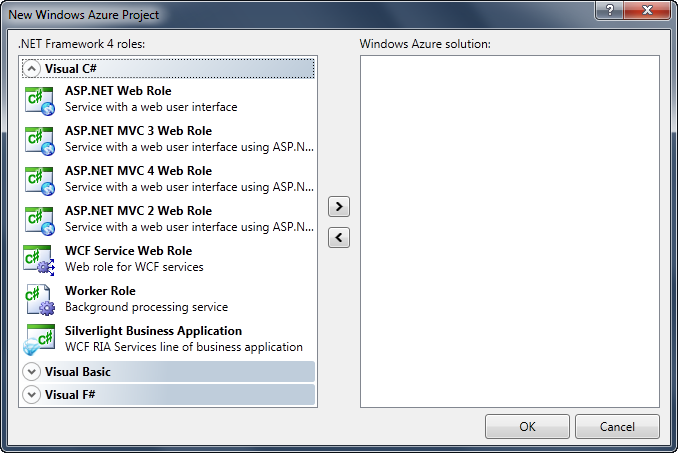 New Windows Azure Project
.NET Framework 4 roles:
Windows Azure solution:
Visual C#
ASP.NET Web Role
Service with a web user interface
ASP.NET MVC 3 Web Role
Service with a web user interface using ASP.N...
ASP.NET MVC 4 Web Role
Service with a web user interface using ASP.N...
ASP.NET MVC 2 Web Role
Service with a web user interface using ASP.N...
WCF Service Web Role
Web role for WCF services
Worker Role
Background processing service
Silverlight Business Application
WCF RIA Services line of business application
Visual Basic
Visual F#
OK
Cancel